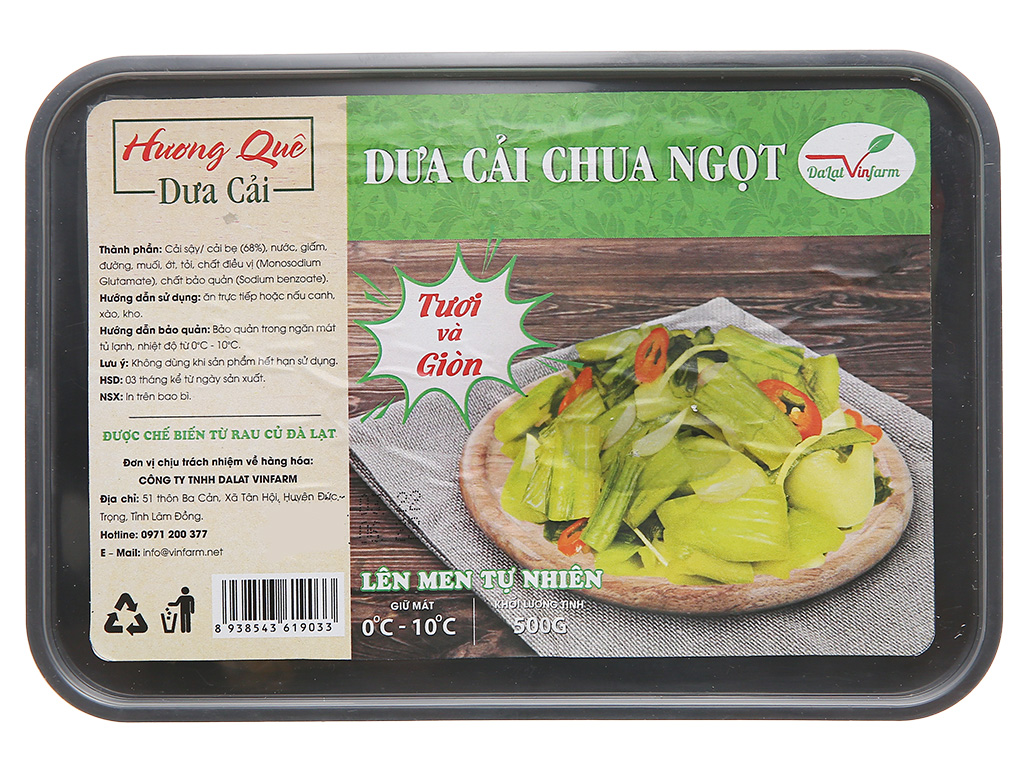 Hương Quê
Dưa Cải
Thành phần: Cải sậy/ cải bẹ (68%), nước, giấm,
đường, muối, ớt, tỏi, chất điều vị (Monosodium
Glutamate), chất bảo quản (Sodium benzoate).
Hướng dẫn sử dụng: ăn trực tiếp hoặc nấu canh,
xào, kho.
Hướng dẫn bảo quản: Bảo quản trong ngăn mát
tủ lạnh, nhiệt độ từ 0°C - 10°C.
Lưu ý: Không dùng khi sản phẩm hết hạn sử dụng.
HSD: 03 tháng kể từ ngày sản xuất.
NSX: In trên bao bì.
ĐƯỢC CHẾ BIẾN TỪ RAU CỦ ĐÀ LẠT
Đơn vị chịu trách nhiệm về hàng hóa:
CÔNG TY TNHH DALAT VINFARM
Địa chỉ: 51 thôn Ba Cản, Xã Tân Hội, Huyện Đức
Trọng, Tỉnh Lâm Đồng.
Hotline: 0971 200 377
E - Mail: info@vinfarm.net
8 938543 619033
DƯA CẢI CHUA NGỌT
DaLat Vinfarm
Tươi
và
Giòn
LÊN MEN TỰ NHIÊN
GIỮ MÁT
0°C - 10°C
KHỐI LƯỢNG TỊNH
500G